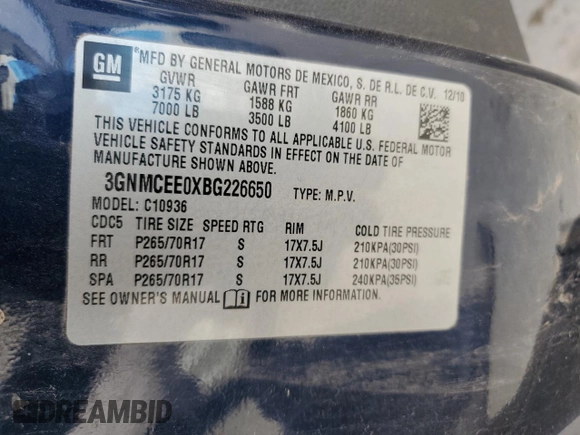 GM
*MFD BY GENERAL MOTORS DE MEXICO, S. DE R.L. DE C.V. 12/10
GVWR GAWR FRT GAWR RR
3175 KG 1588 KG 1860 KG
7000 LB 3500 LB 4100 LB
THIS VEHICLE CONFORMS TO ALL APPLICABLE U.S. FEDERAL MOTOR
VEHICLE SAFETY STANDARDS IN EFFECT ON THE DATE OF
MANUFACTURE SHOWN ABOVE.
3GNMCEE0XBG226650 TYPE: M.P.V.
MODEL: C10936
CDC5 TIRE SIZE SPEED RTG RIM COLD TIRE PRESSURE
FRT P265/70R17 S 17X7.5J 210KPA(30PSI)
RR P265/70R17 S 17X7.5J 210KPA(30PSI)
SPA P265/70R17 S 17X7.5J 240KPA(35PSI)
SEE OWNER'S MANUAL FOR MORE INFORMATION.
DREAMBID